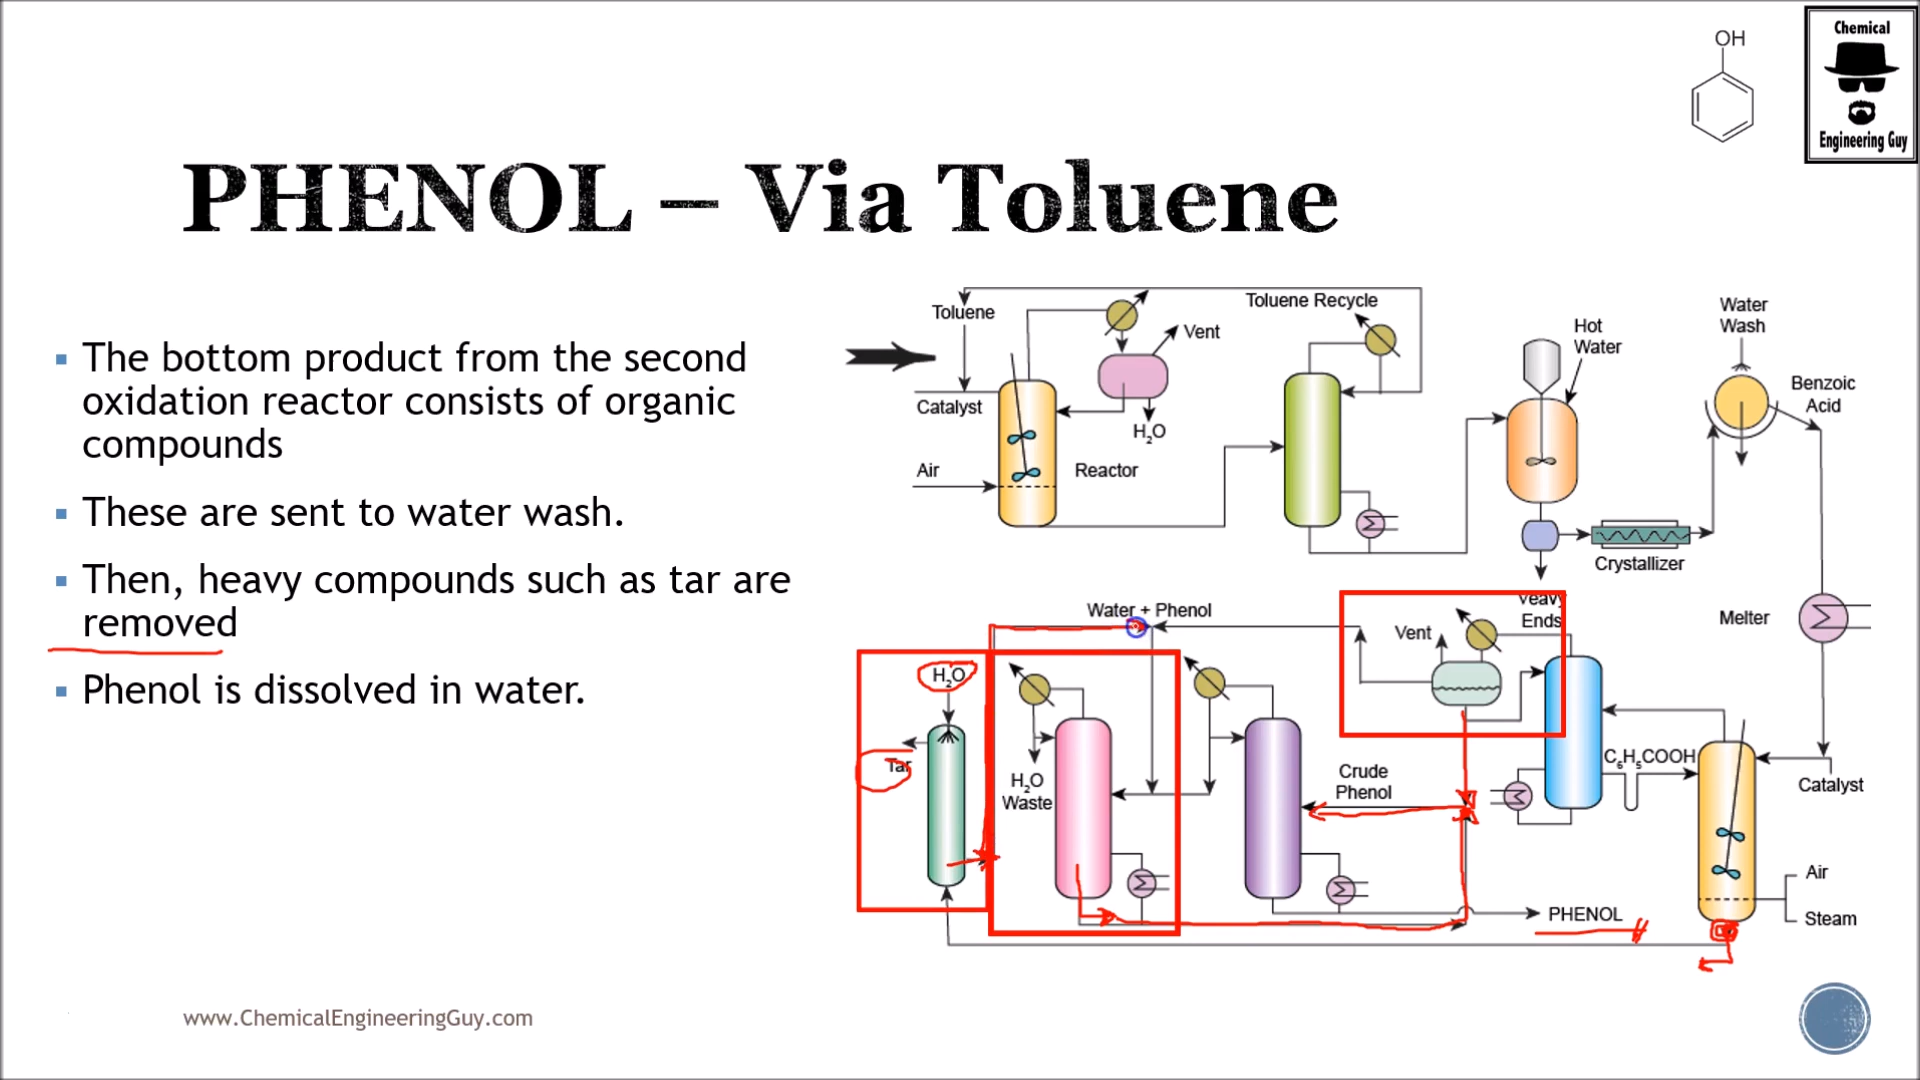 OH
Chemical
Engineering Guy
PHENOL – Via Toluene
▪ The bottom product from the second
oxidation reactor consists of organic
compounds
▪ These are sent to water wash.
▪ Then, heavy compounds such as tar are
removed
▪ Phenol is dissolved in water.
Toluene
Catalyst
Air
Reactor
Vent
H₂O
Toluene Recycle
Hot
Water
Water
Wash
Benzoic
Acid
Crystallizer
Heavy
Ends
Melter
Water + Phenol
Vent
H₂O
Tar
H₂O
Waste
Crude
Phenol
C₆H₅COOH
Catalyst
Air
Steam
PHENOL
www.ChemicalEngineeringGuy.com